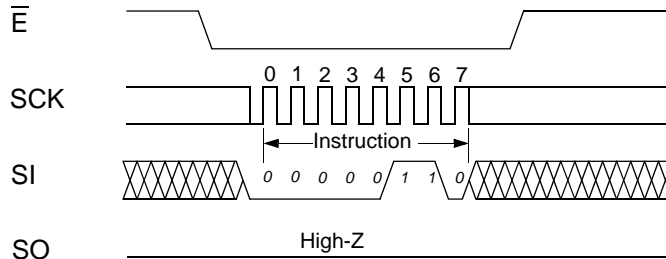 E
0 1 2 3 4 5 6 7
SCK
Instruction
SI 0 0 0 0 0 1 1 0
High-Z
SO